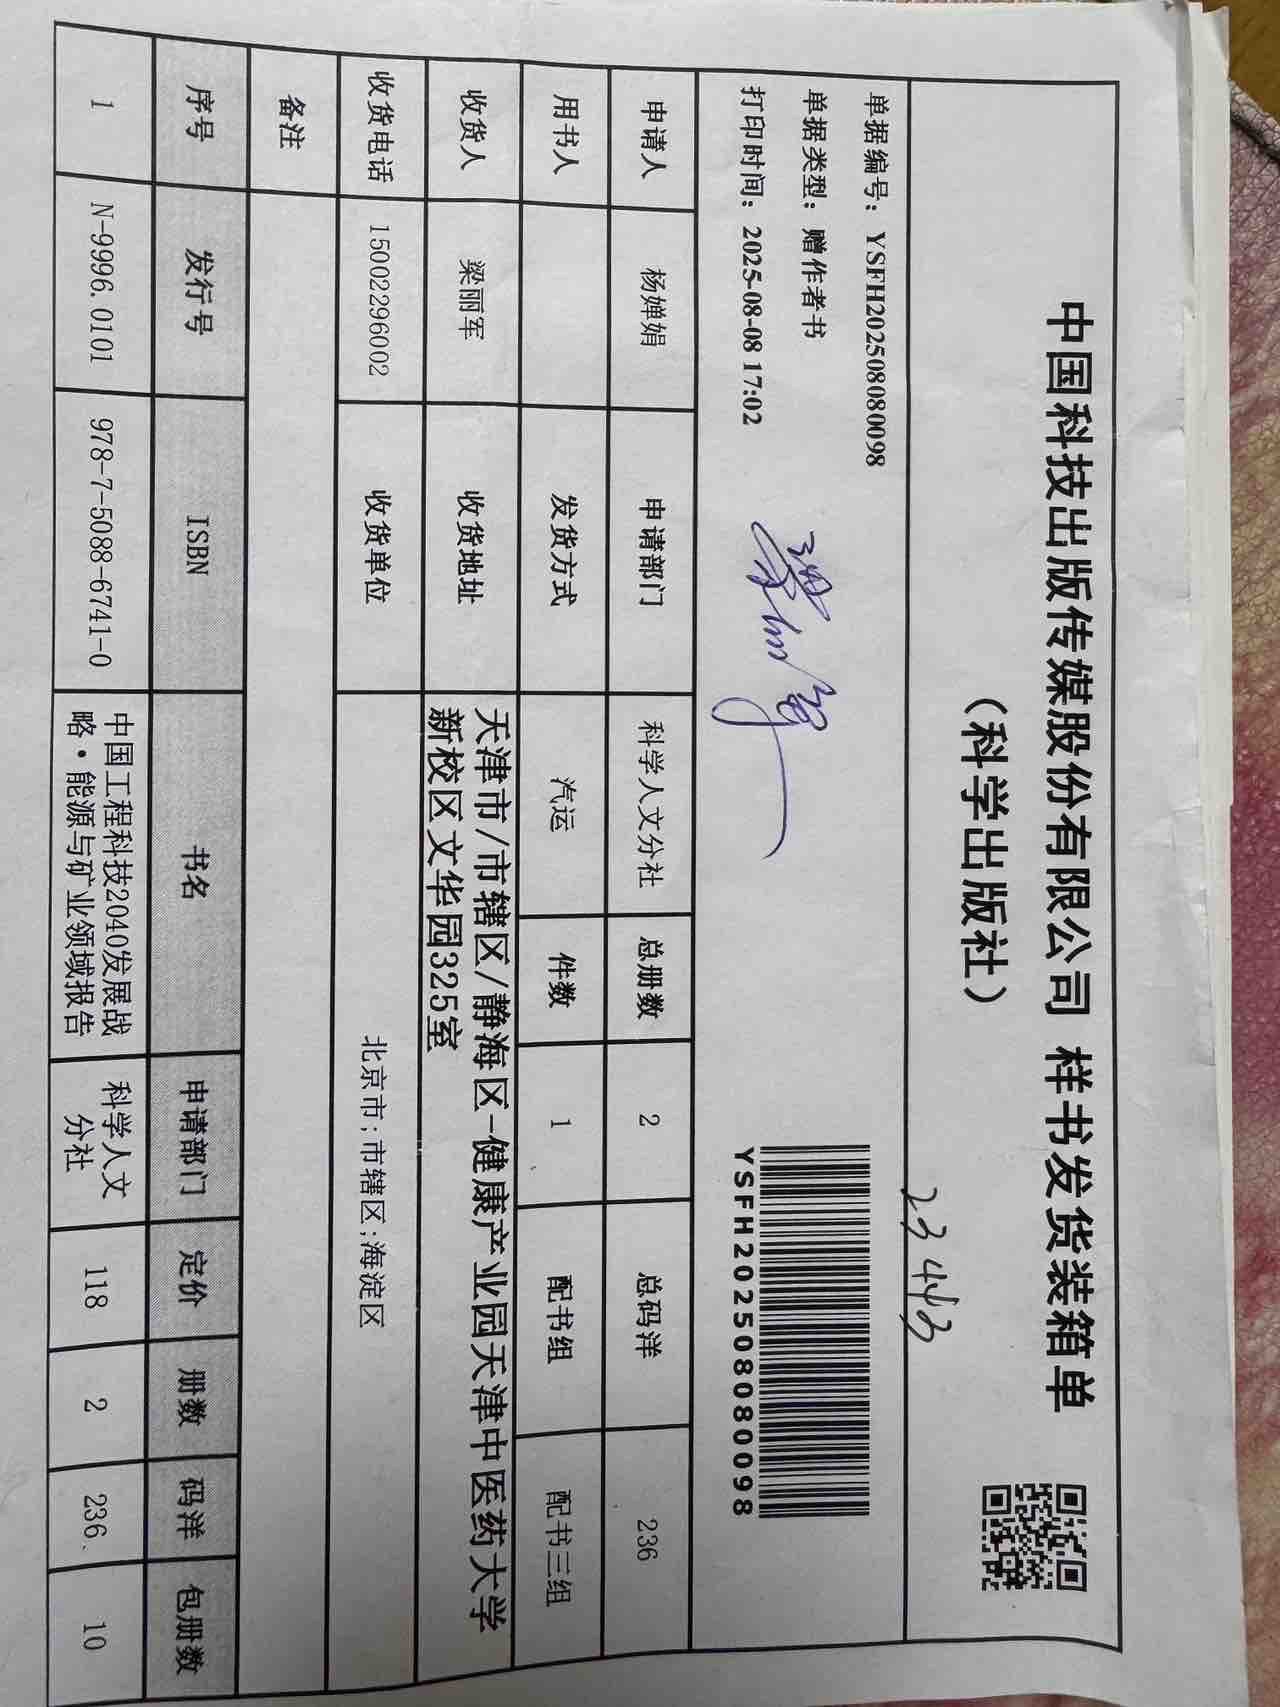 中国科技出版传媒股份有限公司 样书发货装箱单
（科学出版社）
23443
单据编号：YSFH20250808098
单据类型：赠作者书
打印时间：2025-08-08 17:02
YSFH20250808098
申请人 杨婵娟 申请部门 科学人文分社 总册数 2 总码洋 236
用书人 发货方式 汽运 件数 1 配书组 配书三组
收货人 梁丽军 收货地址 天津市/市辖区/静海区-健康产业园天津中医药大学
新校区文华园325室
收货电话 15002296002 收货单位 北京市;市辖区;海淀区
备注
序号 发行号 ISBN 书名 申请部门 定价 册数 码洋 包册数
1 N-9996.0101 978-7-5088-6741-0 中国工程科技2040发展战 科学人文 118 2 236. 10
略·能源与矿业领域报告 分社